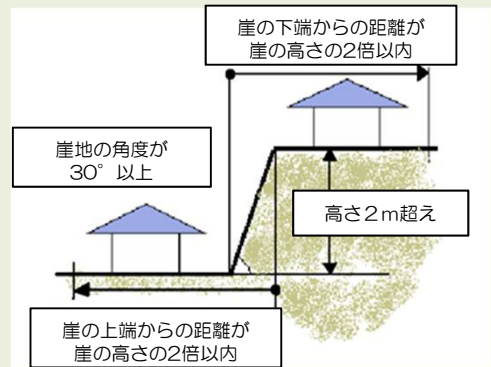 崖の下端からの距離が
崖の高さの2倍以内
崖地の角度が
30°以上
高さ2m超え
崖の上端からの距離が
崖の高さの2倍以内